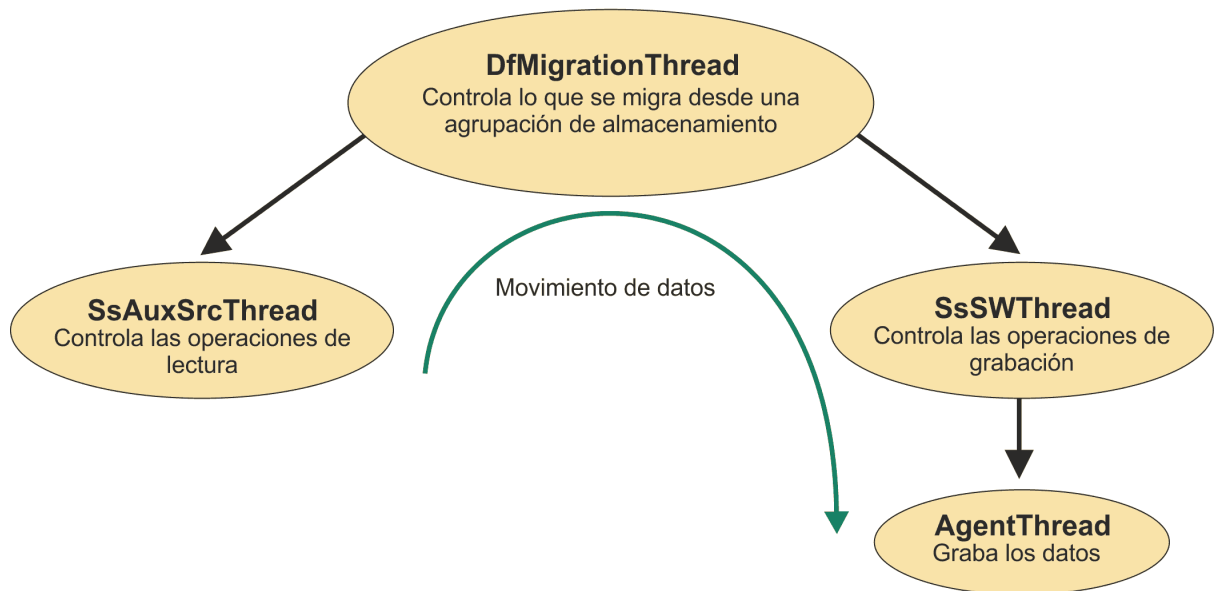 DfMigrationThread
Controla lo que se migra desde una
agrupación de almacenamiento
Movimiento de datos
SsAuxSrcThread
Controla las operaciones de
lectura
SsSWThread
Controla las operaciones de
grabación
AgentThread
Graba los datos